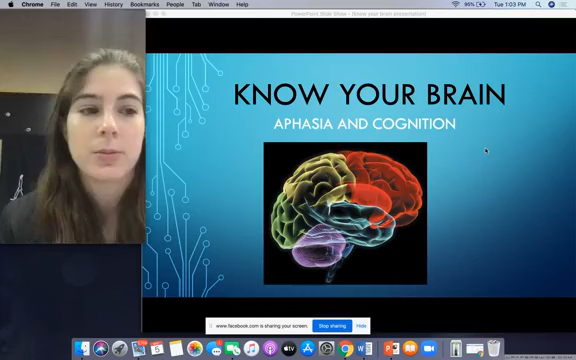 Chrome File Edit View History Bookmarks People Tab Window Help 95% Tue 1:03 PM
PowerPoint Slide Show - [know your brain presentation]
KNOW YOUR BRAIN
APHASIA AND COGNITION
www.facebook.com is sharing your screen. Stop sharing Hide